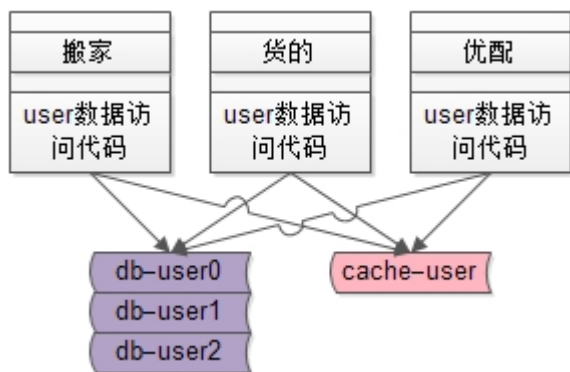 搬家
货的
优配
user数据访
问代码
user数据访
问代码
user数据访
问代码
db-user0
cache-user
db-user1
db-user2